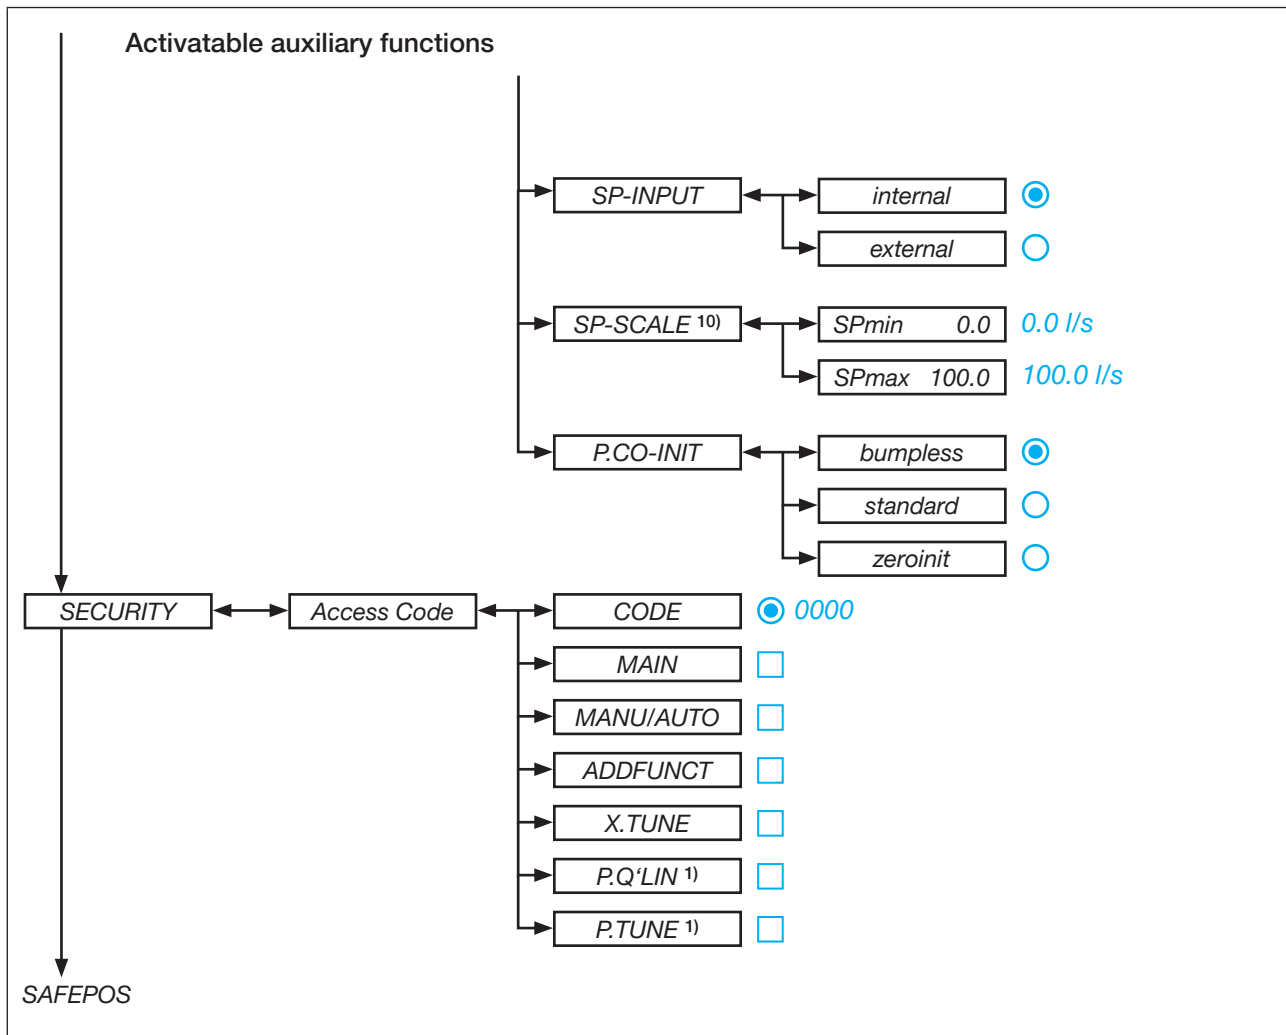 Activatable auxiliary functions
SP-INPUT internal
external
SP-SCALE 10) SPmin 0.0 0.0 l/s
SPmax 100.0 100.0 l/s
P.CO-INIT bumpless
standard
zeroinit
SECURITY Access Code CODE 0000
MAIN
MANU/AUTO
ADDFUNCT
X.TUNE
P.Q‘LIN 1)
P.TUNE 1)
SAFEPOS